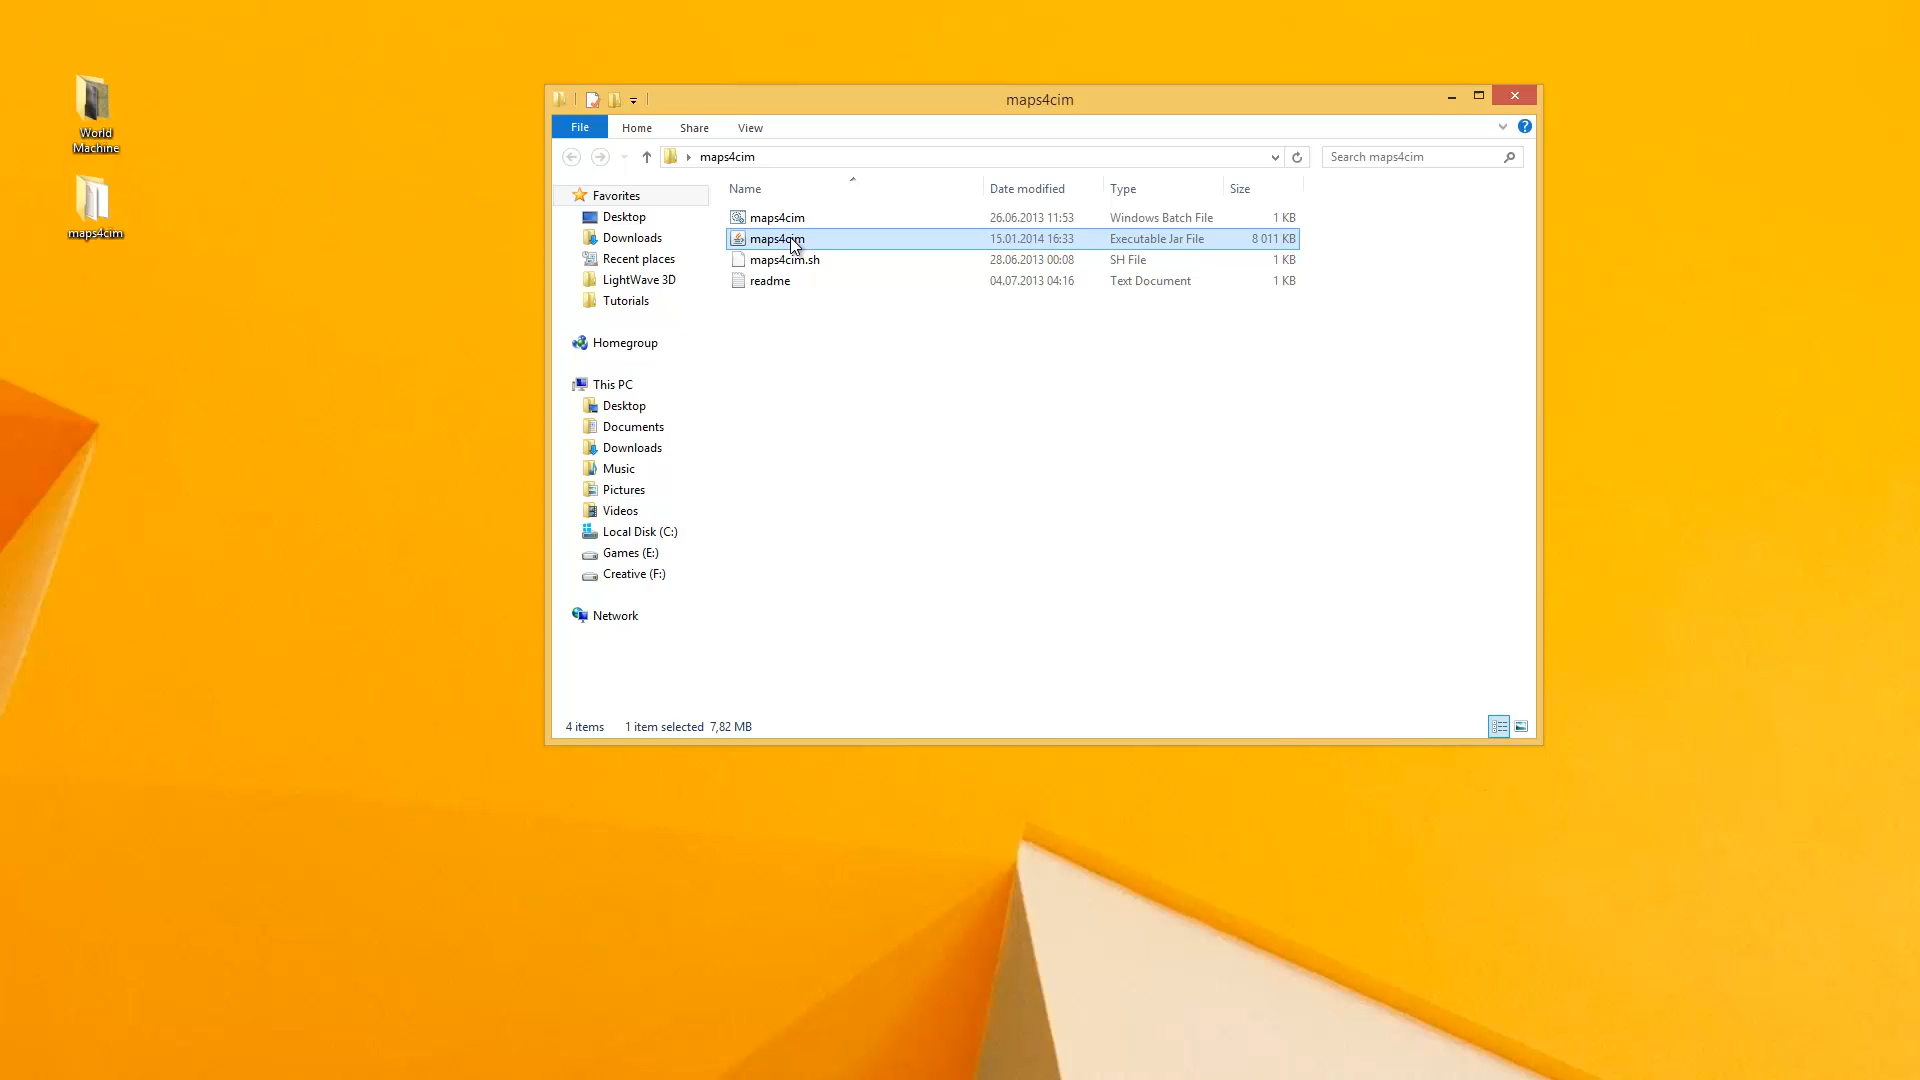 World
Machine
maps4cim
maps4cim
File Home Share View
maps4cim
Search maps4cim
Name Date modified Type Size
maps4cim 26.06.2013 11:53 Windows Batch File 1 KB
maps4cim 15.01.2014 16:33 Executable Jar File 8 011 KB
maps4cim.sh 28.06.2013 00:08 SH File 1 KB
readme 04.07.2013 04:16 Text Document 1 KB
Favorites
Desktop
Downloads
Recent places
LightWave 3D
Tutorials
Homegroup
This PC
Desktop
Documents
Downloads
Music
Pictures
Videos
Local Disk (C:)
Games (E:)
Creative (F:)
Network
4 items 1 item selected 7,82 MB